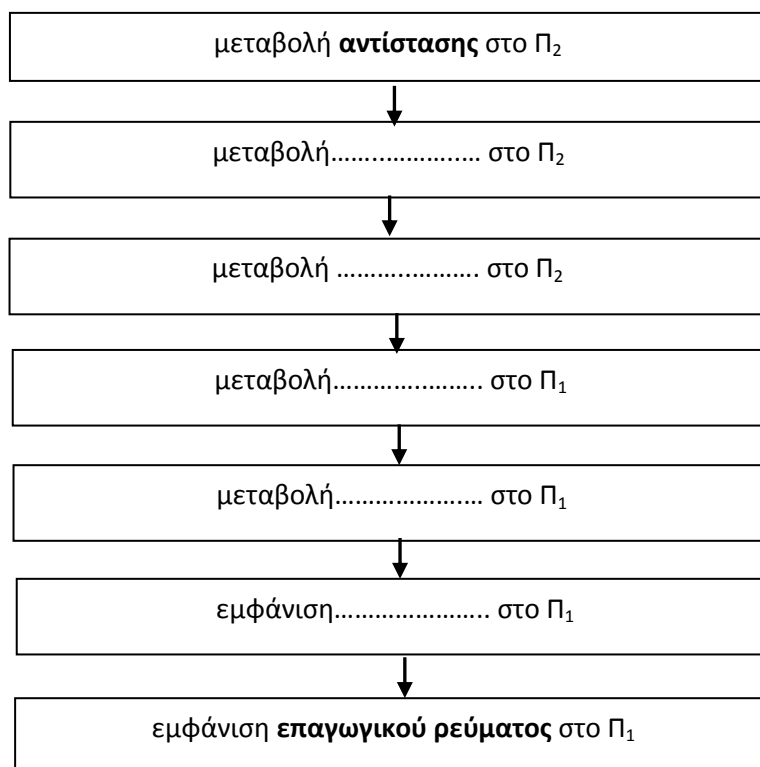 μεταβολή αντίστασης στο Π₂
μεταβολή……..………..… στο Π₂
μεταβολή ………..………. στο Π₂
μεταβολή…………..…….. στο Π₁
μεταβολή……………….… στο Π₁
εμφάνιση………………….. στο Π₁
εμφάνιση επαγωγικού ρεύματος στο Π₁